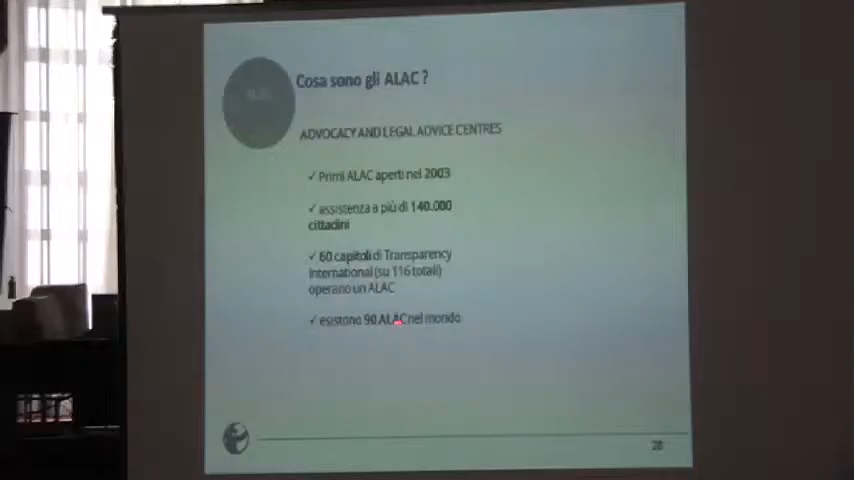 Cosa sono gli ALAC ?
ADVOCACY AND LEGAL ADVICE CENTRES
✓ Primi ALAC aperti nel 2003
✓ assistenza a più di 140.000
cittadini
✓ 60 capitoli di Transparency
International (su 116 totali)
operano un ALAC
✓ esistono 90 ALAC nel mondo
28